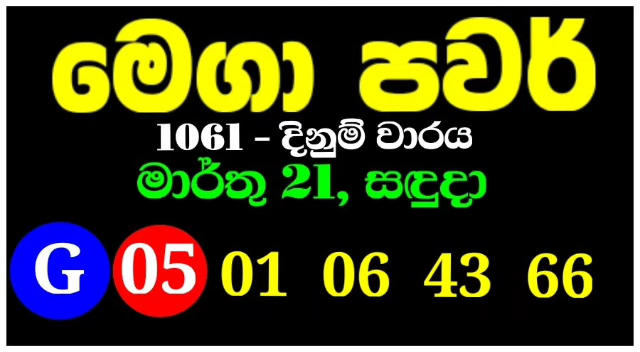 මෙගා පවර්
1061 - දිනුම් වාරය
මාර්තු 21, සඳුදා
G 05 01 06 43 66